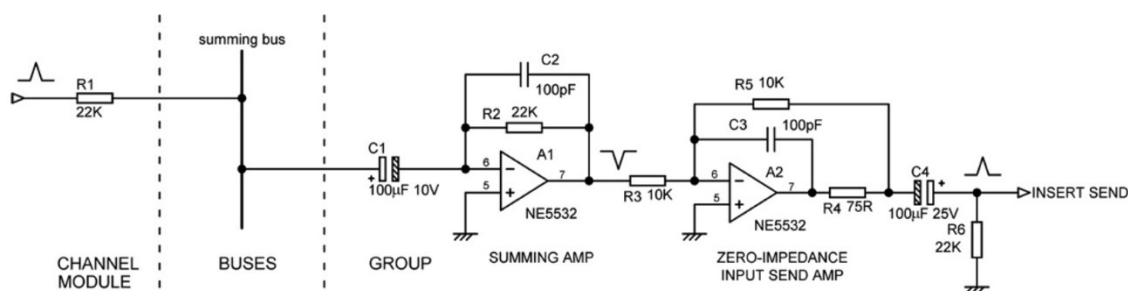 summing bus
R1
22K
C1
+
100µF 10V
C2
100pF
R2 22K
6
5
−
+
A1
7
NE5532
R3 10K
R5 10K
C3 100pF
6
5
−
+
A2
7
NE5532
R4 75R
C4
+
100µF 25V
R6
22K
INSERT SEND
CHANNEL
MODULE
BUSES
GROUP
SUMMING AMP
ZERO-IMPEDANCE
INPUT SEND AMP